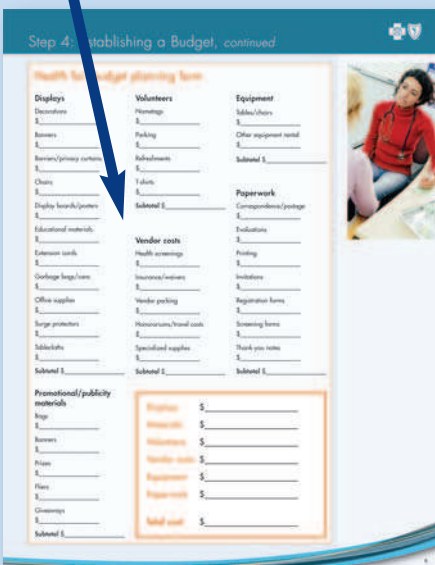 Step 4: Establishing a Budget, continued
Health fair budget planning form
Displays
Decorations
$
Banners
$
Barriers/privacy curtains
$
Chairs
$
Display boards/posters
$
Educational materials
$
Extension cords
$
Garbage bags/cans
$
Office supplies
$
Surge protectors
$
Tablecloths
$
Subtotal $
Promotional/publicity
materials
Bags
$
Banners
$
Prizes
$
Fliers
$
Giveaways
$
Subtotal $
Volunteers
Nametags
$
Parking
$
Refreshments
$
T-shirts
$
Subtotal $
Vendor costs
Health screenings
$
Insurance/waivers
$
Vendor parking
$
Honorariums/travel costs
$
Specialized supplies
$
Subtotal $
Equipment
Tables/chairs
$
Other equipment rental
$
Subtotal $
Paperwork
Correspondence/postage
$
Evaluations
$
Printing
$
Invitations
$
Registration forms
$
Screening forms
$
Thank you notes
$
Subtotal $
Displays $
$
Volunteers $
Vendor costs $
Equipment $
Paperwork $
Total cost $